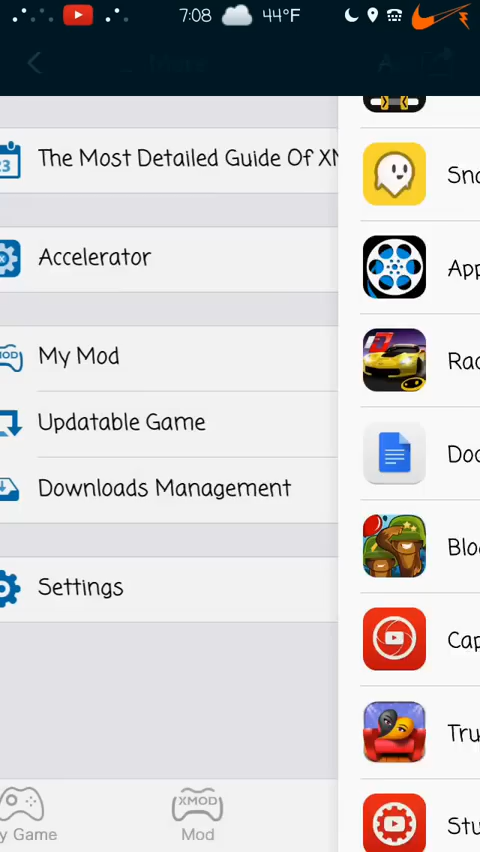 7:08 44°F
The Most Detailed Guide Of XM
Accelerator
My Mod
Updatable Game
Downloads Management
Settings
Sna
App
Rac
Doc
Bloo
Cap
Tru
Stu
y Game
XMOD
Mod